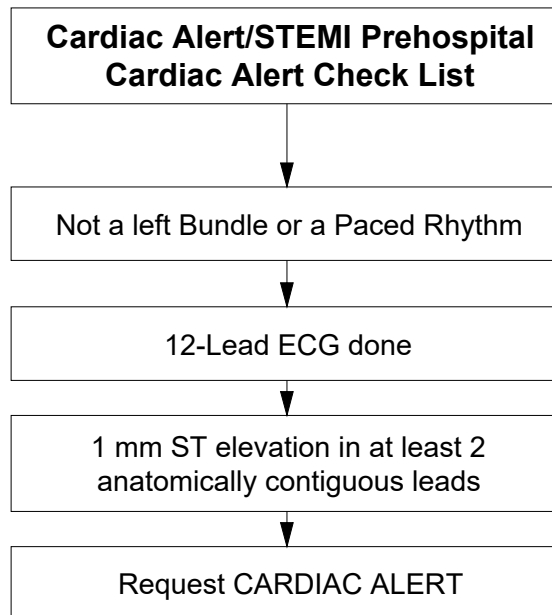 Cardiac Alert/STEMI Prehospital
Cardiac Alert Check List
Not a left Bundle or a Paced Rhythm
12-Lead ECG done
1 mm ST elevation in at least 2
anatomically contiguous leads
Request CARDIAC ALERT